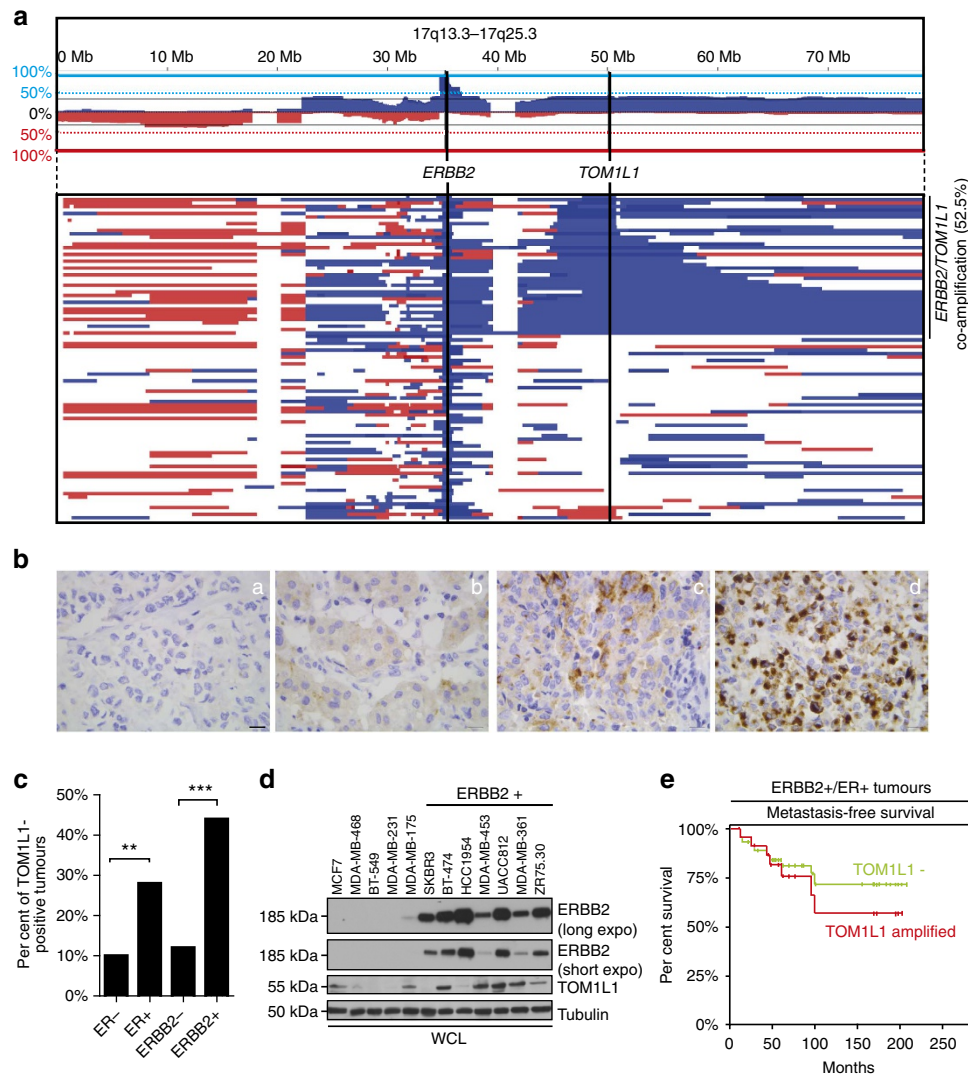 a
17q13.3–17q25.3
0 Mb 10 Mb 20 Mb 30 Mb 40 Mb 50 Mb 60 Mb 70 Mb
100%
50%
0%
50%
100%
ERBB2 TOM1L1
ERBB2/TOM1L1
co-amplification (52.5%)
b
a b c d
c
Per cent of TOM1L1-
positive tumours
50%
40%
30%
20%
10%
0%
** ***
ER– ER+ ERBB2– ERBB2+
d
ERBB2 +
MCF7 MDA-MB-468 BT-549 MDA-MB-231 MDA-MB-175 SKBR3 BT-474 HCC1954 MDA-MB-453 UACC812 MDA-MB-361 ZR75.30
185 kDa ERBB2
(long expo)
185 kDa ERBB2
(short expo)
55 kDa TOM1L1
50 kDa Tubulin
WCL
e
ERBB2+/ER+ tumours
Metastasis-free survival
Per cent survival
100%
75%
50%
25%
0%
TOM1L1 -
TOM1L1 amplified
0 50 100 150 200 250
Months